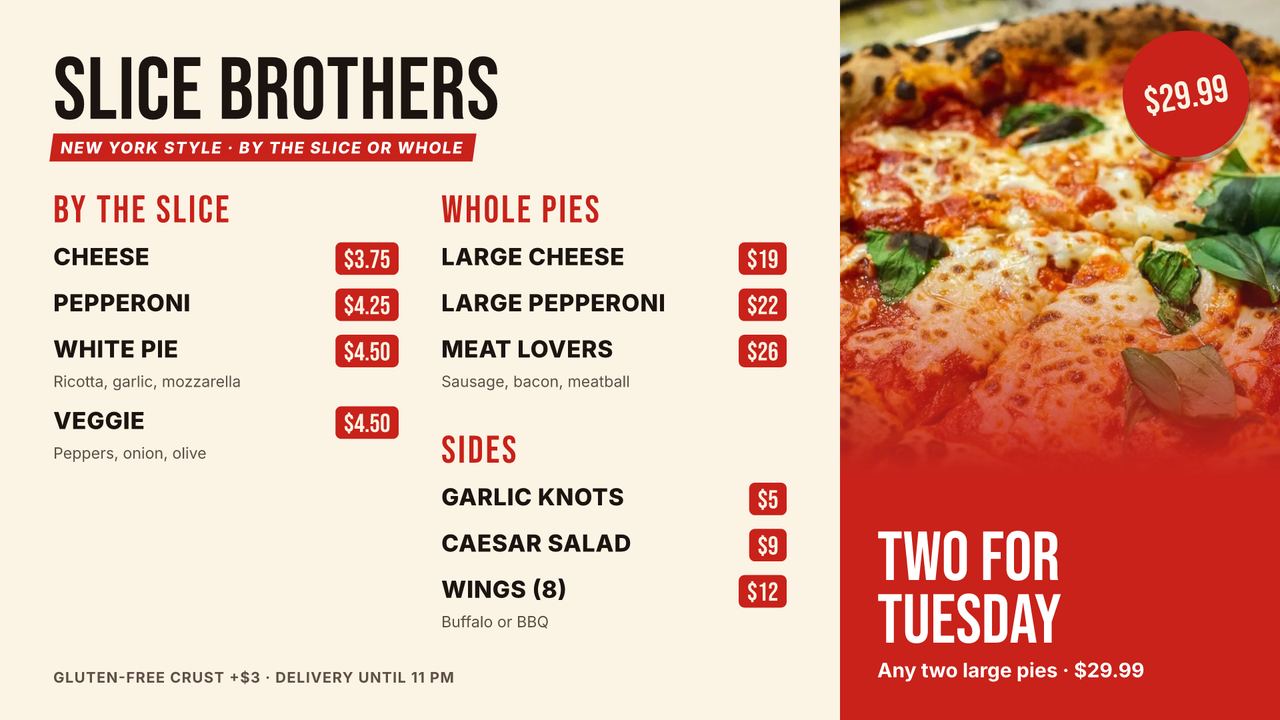 SLICE BROTHERS
NEW YORK STYLE · BY THE SLICE OR WHOLE
BY THE SLICE
CHEESE $3.75
PEPPERONI $4.25
WHITE PIE $4.50
Ricotta, garlic, mozzarella
VEGGIE $4.50
Peppers, onion, olive
WHOLE PIES
LARGE CHEESE $19
LARGE PEPPERONI $22
MEAT LOVERS $26
Sausage, bacon, meatball
SIDES
GARLIC KNOTS $5
CAESAR SALAD $9
WINGS (8) $12
Buffalo or BBQ
GLUTEN-FREE CRUST +$3 · DELIVERY UNTIL 11 PM
$29.99
TWO FOR
TUESDAY
Any two large pies · $29.99